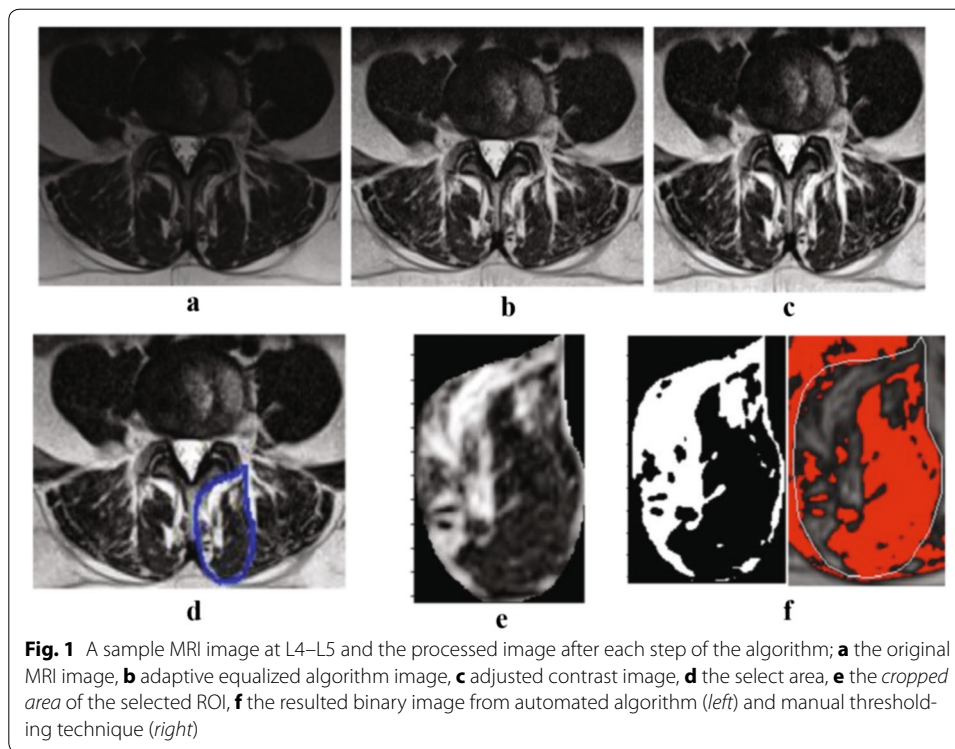 a
b
c
d
e
f
Fig. 1 A sample MRI image at L4–L5 and the processed image after each step of the algorithm; a the original
MRI image, b adaptive equalized algorithm image, c adjusted contrast image, d the select area, e the cropped
area of the selected ROI, f the resulted binary image from automated algorithm (left) and manual threshold-
ing technique (right)